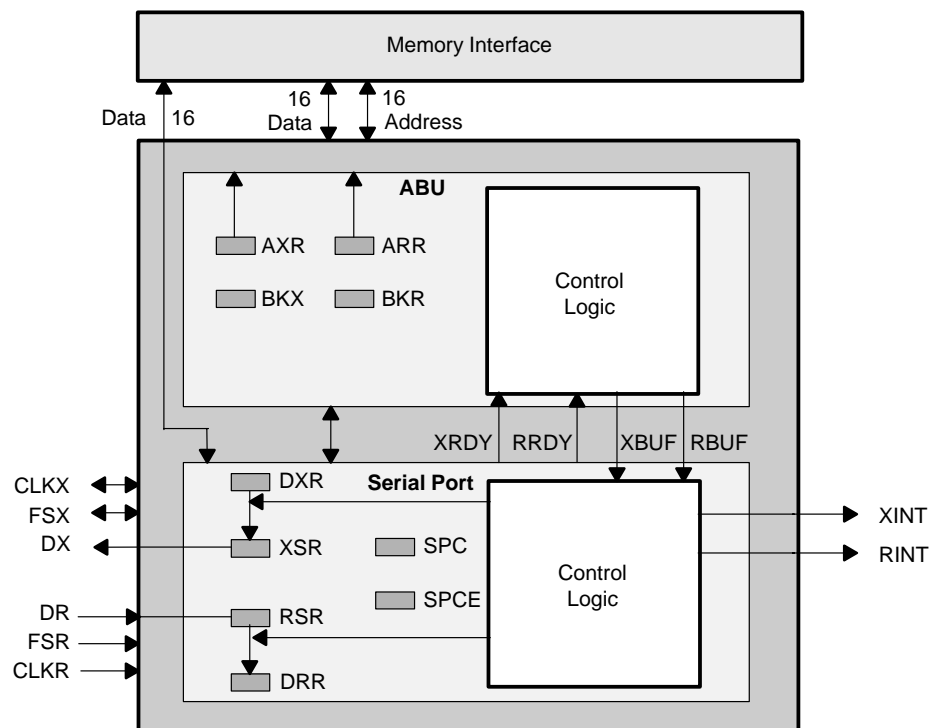 Memory Interface
Data 16
16
Data
16
Address
ABU
AXR
ARR
BKX
BKR
Control
Logic
XRDY
RRDY
XBUF
RBUF
CLKX
FSX
DX
DXR
Serial Port
XSR
SPC
SPCE
Control
Logic
XINT
RINT
DR
FSR
CLKR
RSR
DRR